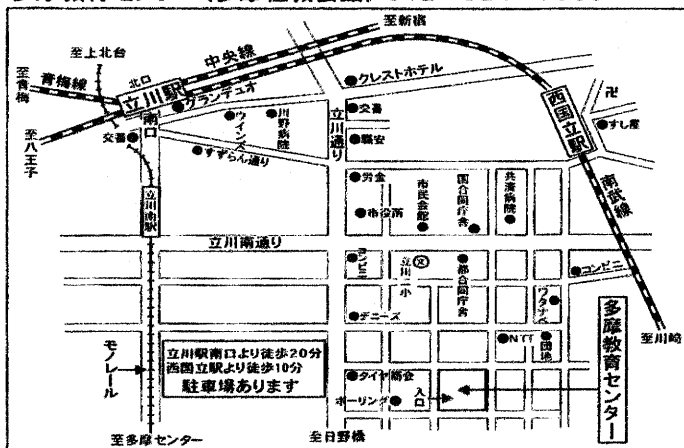 至新宿
至上北台
中央線
北口
青梅線
至青梅
立川駅
クレストホテル
グランデュオ
卍
南口
交番
ウインズ
川野病院
立川通り
交番
職安
西国立駅
すし屋
至八王子
すずらん通り
南武線
労金
市役所
市民会館
国合同庁舎
共済病院
立川南駅
立川南通り
コンビニ
立川二小
文
都合同庁舎
コンビニ
ワタナベ
デニーズ
多摩教育センター
至川崎
NTT
団地
モノレール
立川駅南口より徒歩20分
西国立駅より徒歩10分
駐車場あります
タイヤ商会
ボーリング
入口
至多摩センター
至日野橋